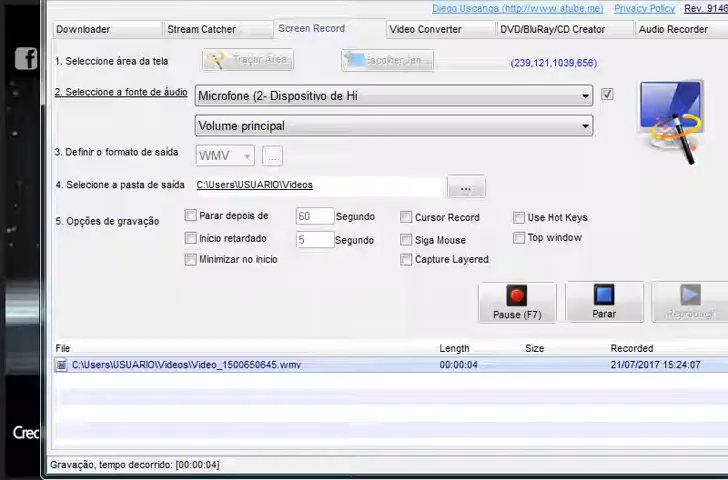 Diego Uscanga (http://www.atube.me) Privacy Policy Rev. 9146
Downloader Stream Catcher Screen Record Video Converter DVD/BluRay/CD Creator Audio Recorder
1. Seleccione área da tela Traçar Área Escolher Jan... (239,121,1039,656)
2. Seleccione a fonte de áudio Microfone (2- Dispositivo de Hi
Volume principal
3. Definir o formato de saída WMV ...
4. Selecione a pasta de saída C:\Users\USUARIO\Videos ...
5. Opções de gravação Parar depois de 60 Segundo Cursor Record Use Hot Keys
Início retardado 5 Segundo Siga Mouse Top window
Minimizar no início Capture Layered
Pause (F7) Parar Reproduzir
File Length Size Recorded
C:\Users\USUARIO\Videos\Video_1500650645.wmv 00:00:04 21/07/2017 15:24:07
Gravação, tempo decorrido: [00:00:04]